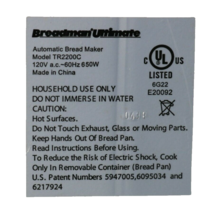 Breadman Ultimate
Automatic Bread Maker
Model TR2200C
120V a.c.~60Hz 650W
Made in China
C UL US
LISTED
6G22
E20092
HOUSEHOLD USE ONLY
DO NOT IMMERSE IN WATER
CAUTION:
Hot Surfaces.
Do Not Touch Exhaust, Glass or Moving Parts.
Keep Hands Out Of Bread Pan.
Read Instructions Before Using.
To Reduce the Risk of Electric Shock, Cook
Only In Removable Container (Bread Pan)
U.S. Patent Numbers 5947005,6095034 and
6217924